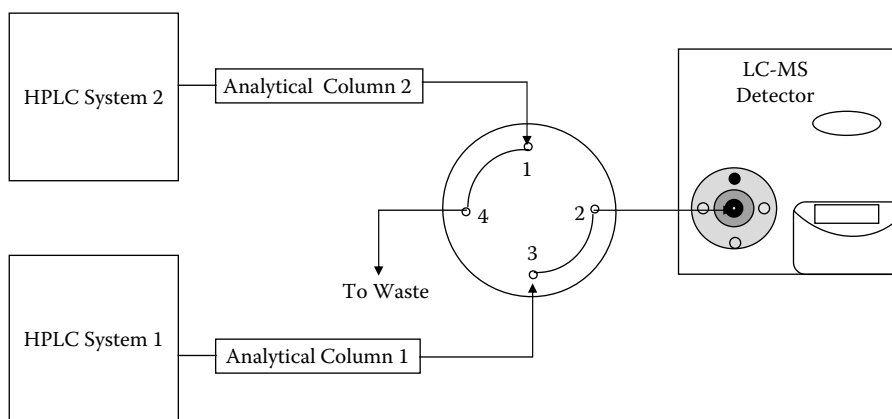 HPLC System 2
Analytical Column 2
LC-MS
Detector
1
2
3
4
To Waste
HPLC System 1
Analytical Column 1